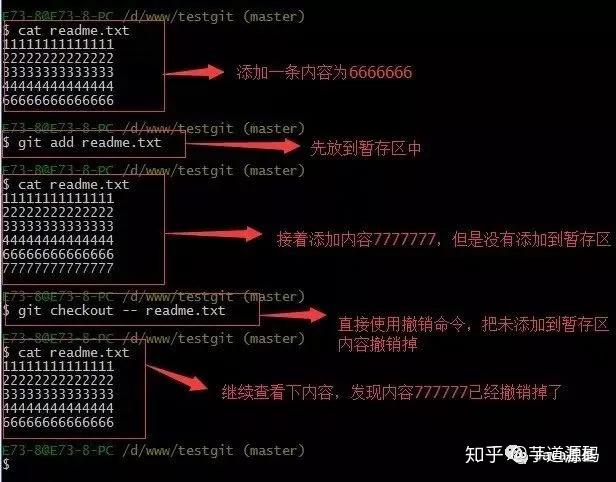 E73-8@E73-8-PC /d/www/testgit (master)
$ cat readme.txt
11111111111111
22222222222222
33333333333333
44444444444444
66666666666666
添加一条内容为6666666
E73-8@E73-8-PC /d/www/testgit (master)
$ git add readme.txt
先放到暂存区中
E73-8@E73-8-PC /d/www/testgit (master)
$ cat readme.txt
11111111111111
22222222222222
33333333333333
44444444444444
66666666666666
77777777777777
接着添加内容7777777，但是没有添加到暂存区
E73-8@E73-8-PC /d/www/testgit (master)
$ git checkout -- readme.txt
直接使用撤销命令，把未添加到暂存区
内容撤销掉
E73-8@E73-8-PC /d/www/testgit (master)
$ cat readme.txt
11111111111111
22222222222222
33333333333333
44444444444444
66666666666666
继续查看下内容，发现内容777777已经撤销掉了
E73-8@E73-8-PC /d/www/testgit (master)
$
知乎 @芋道源码